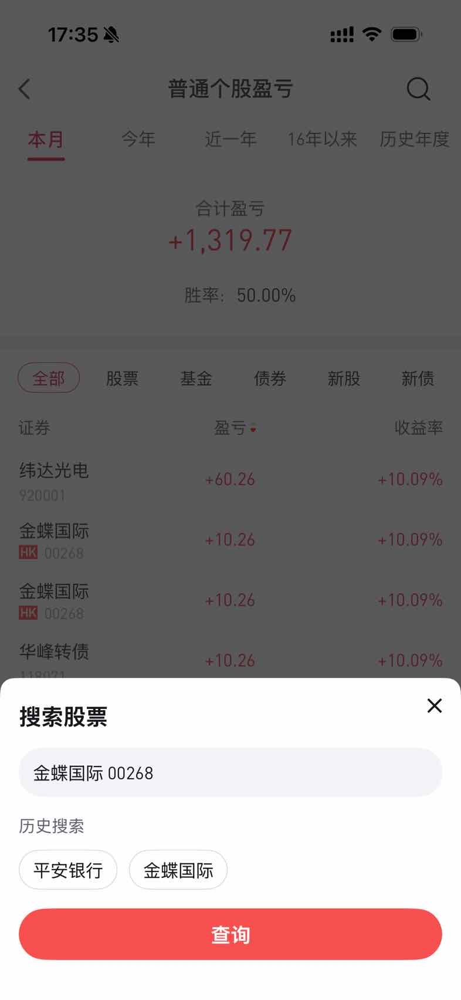 17:35
普通个股盈亏
本月 今年 近一年 16年以来 历史年度
合计盈亏
+1,319.77
胜率: 50.00%
全部 股票 基金 债券 新股 新债
证券 盈亏 收益率
纬达光电 +60.26 +10.09%
920001
金蝶国际 +10.26 +10.09%
HK 00268
金蝶国际 +10.26 +10.09%
HK 00268
华峰转债 +10.26 +10.09%
搜索股票
金蝶国际 00268
历史搜索
平安银行 金蝶国际
查询